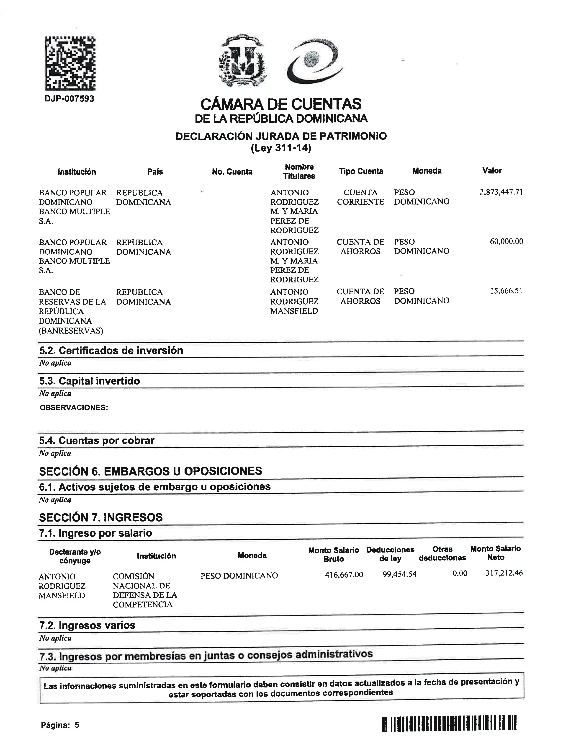 DJP-007593
CÁMARA DE CUENTAS
DE LA REPÚBLICA DOMINICANA
DECLARACIÓN JURADA DE PATRIMONIO
(Ley 311-14)
Institución País No. Cuenta Nombre Titulares Tipo Cuenta Moneda Valor
BANCO POPULAR REPUBLICA ANTONIO CUENTA PESO 3,873,447.71
DOMINICANO DOMINICANA RODRIGUEZ CORRIENTE DOMINICANO
BANCO MULTIPLE M. Y MARIA
S.A. PEREZ DE
RODRIGUEZ
BANCO POPULAR REPUBLICA ANTONIO CUENTA DE PESO 60,000.00
DOMINICANO DOMINICANA RODRIGUEZ AHORROS DOMINICANO
BANCO MULTIPLE M. Y MARIA
S.A. PEREZ DE
RODRIGUEZ
BANCO DE REPUBLICA ANTONIO CUENTA DE PESO
RESERVAS DE LA DOMINICANA RODRIGUEZ AHORROS DOMINICANO
REPÚBLICA MANSFIELD
DOMINICANA
(BANRESERVAS)
5.2. Certificados de inversión
No aplica
5.3. Capital invertido
No aplica
OBSERVACIONES:
5.4. Cuentas por cobrar
No aplica
SECCIÓN 6. EMBARGOS U OPOSICIONES
6.1. Activos sujetos de embargo u oposiciones
No aplica
SECCIÓN 7. INGRESOS
7.1. Ingreso por salario
Declarante y/o cónyuge Institución Moneda Monto Salario Bruto Deducciones de ley Otras deducciones Monto Salario Neto
ANTONIO COMISIÓN PESO DOMINICANO 416,667.00 99,454.54 0.00 317,212.46
RODRIGUEZ NACIONAL DE
MANSFIELD DEFENSA DE LA
COMPETENCIA
7.2. Ingresos varios
No aplica
7.3. Ingresos por membresías en juntas o consejos administrativos
No aplica
Las informaciones suministradas en este formulario deben consistir en datos actualizados a la fecha de presentación y
estar soportadas con los documentos correspondientes
Página: 5